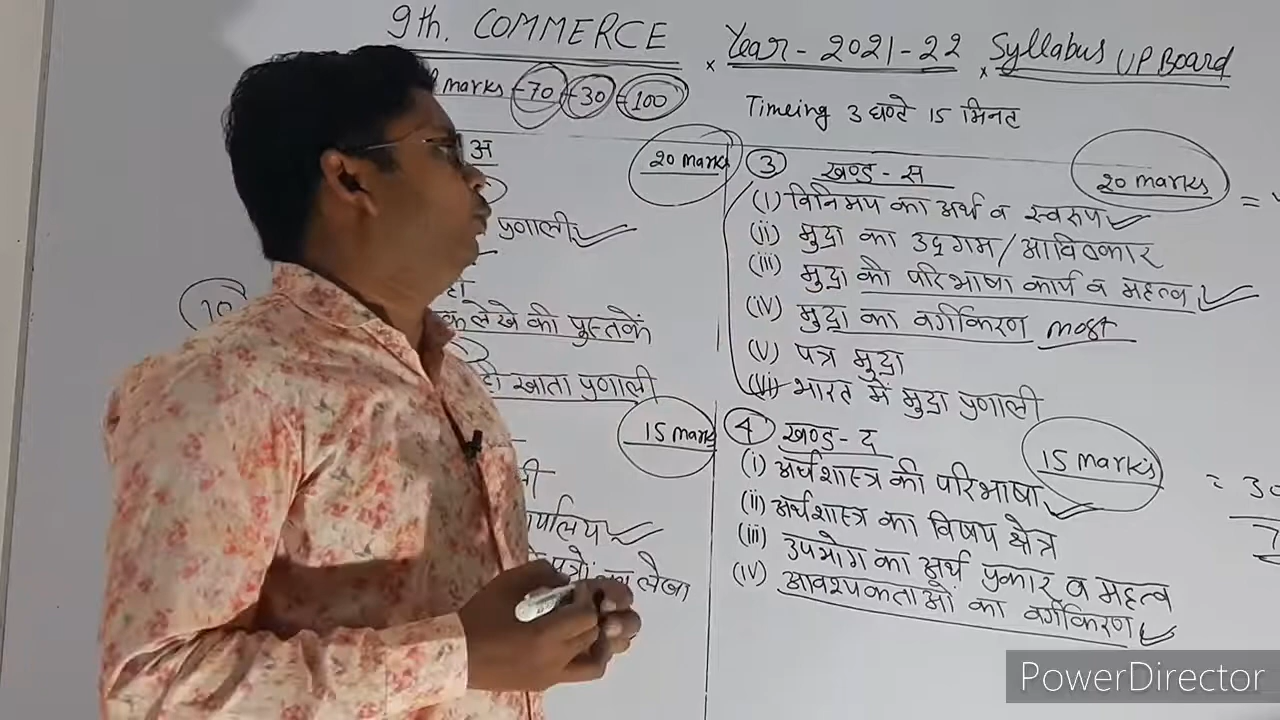 9th. COMMERCE × Year - 2021-22 × Syllabus UP Board
marks -70 -30 -100
Timeing 3 घण्टे 15 मिनट
अ
20 marks
प्रणाली
10
लेखे की पुस्तकें
खाता प्रणाली
15 marks
ली
लेखा
3 खण्ड - स
20 marks =
(i) विनिमय का अर्थ व स्वरुप
(ii) मुद्रा का उद्गगम/आविष्कार
(iii) मुद्रा की परिभाषा कार्य व महत्व
(iv) मुद्रा का वर्गीकरण most
(v) पत्र मुद्रा
(vi) भारत में मुद्रा प्रणाली
4 खण्ड - द
15 marks
(i) अर्थशास्त्र की परिभाषा
(ii) अर्थशास्त्र का विषय क्षेत्र
(iii) उपभोग का अर्थ प्रकार व महत्व
(iv) आवश्यकताओं का वर्गीकरण
PowerDirector